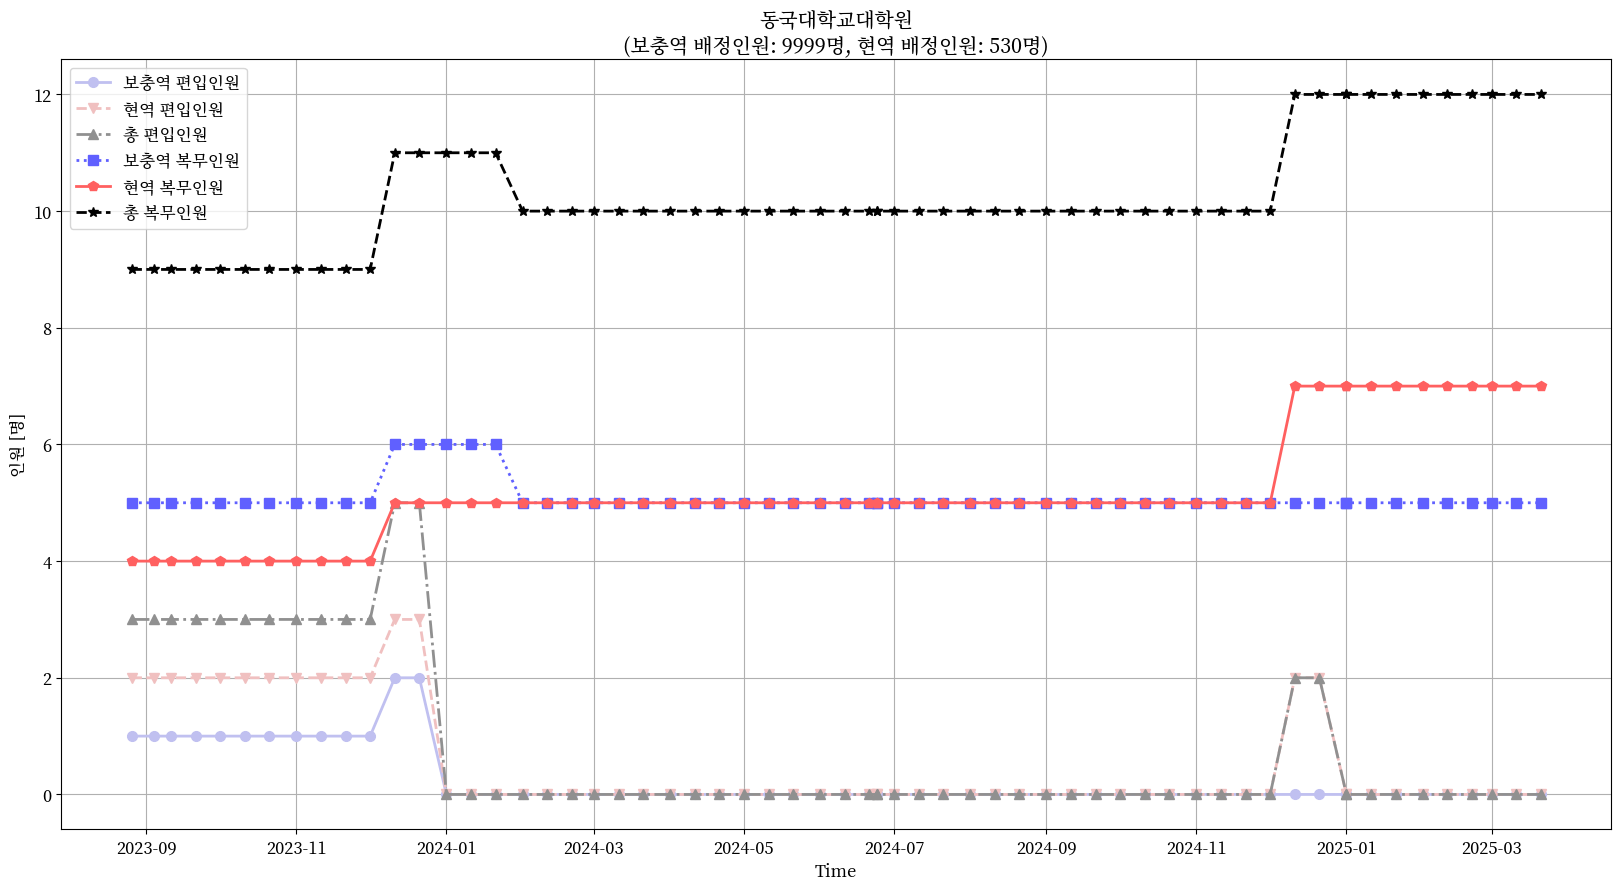 동국대학교대학원
(보충역 배정인원: 9999명, 현역 배정인원: 530명)
보충역 편입인원
현역 편입인원
총 편입인원
보충역 복무인원
현역 복무인원
총 복무인원
12
10
8
6
4
2
0
인원 [명]
2023-09
2023-11
2024-01
2024-03
2024-05
2024-07
2024-09
2024-11
2025-01
2025-03
Time